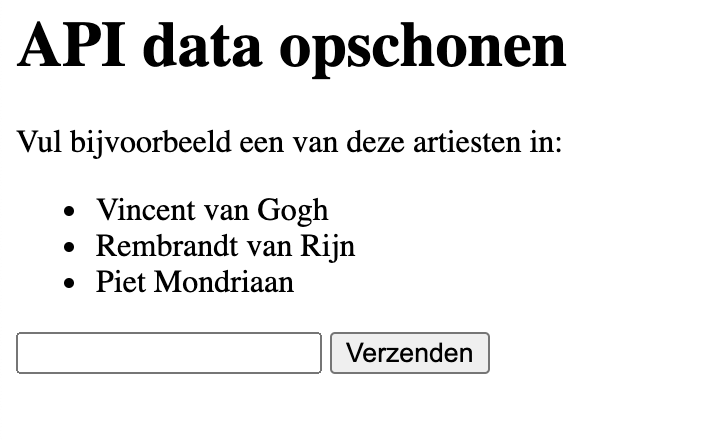 API data opschonen
Vul bijvoorbeeld een van deze artiesten in:
Vincent van Gogh
Rembrandt van Rijn
Piet Mondriaan
Verzenden